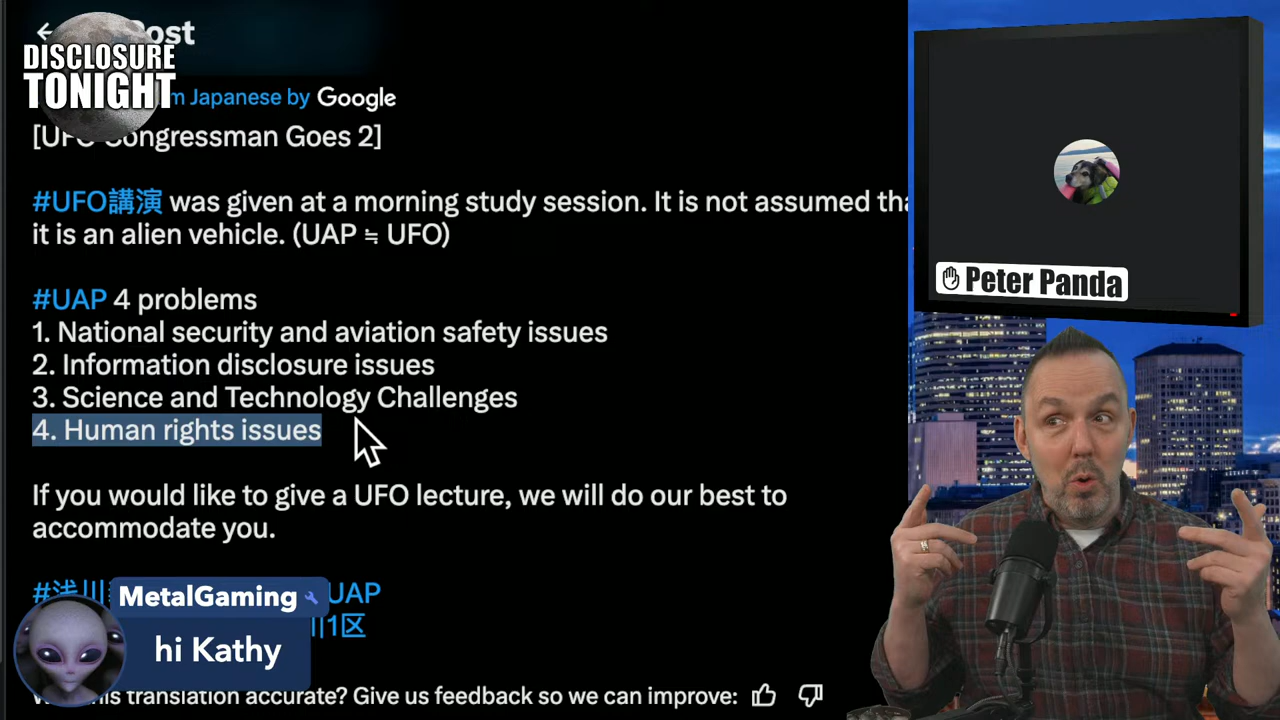 DISCLOSURE
TONIGHT
Japanese by Google
Congressman Goes 2]
#UFO講演 was given at a morning study session. It is not assumed
it is an alien vehicle. (UAP ≒ UFO)
#UAP 4 problems
1. National security and aviation safety issues
2. Information disclosure issues
3. Science and Technology Challenges
4. Human rights issues
If you would like to give a UFO lecture, we will do our best to
accommodate you.
#浅川 UAP
1区
translation accurate? Give us feedback so we can improve:
MetalGaming
hi Kathy
Peter Panda